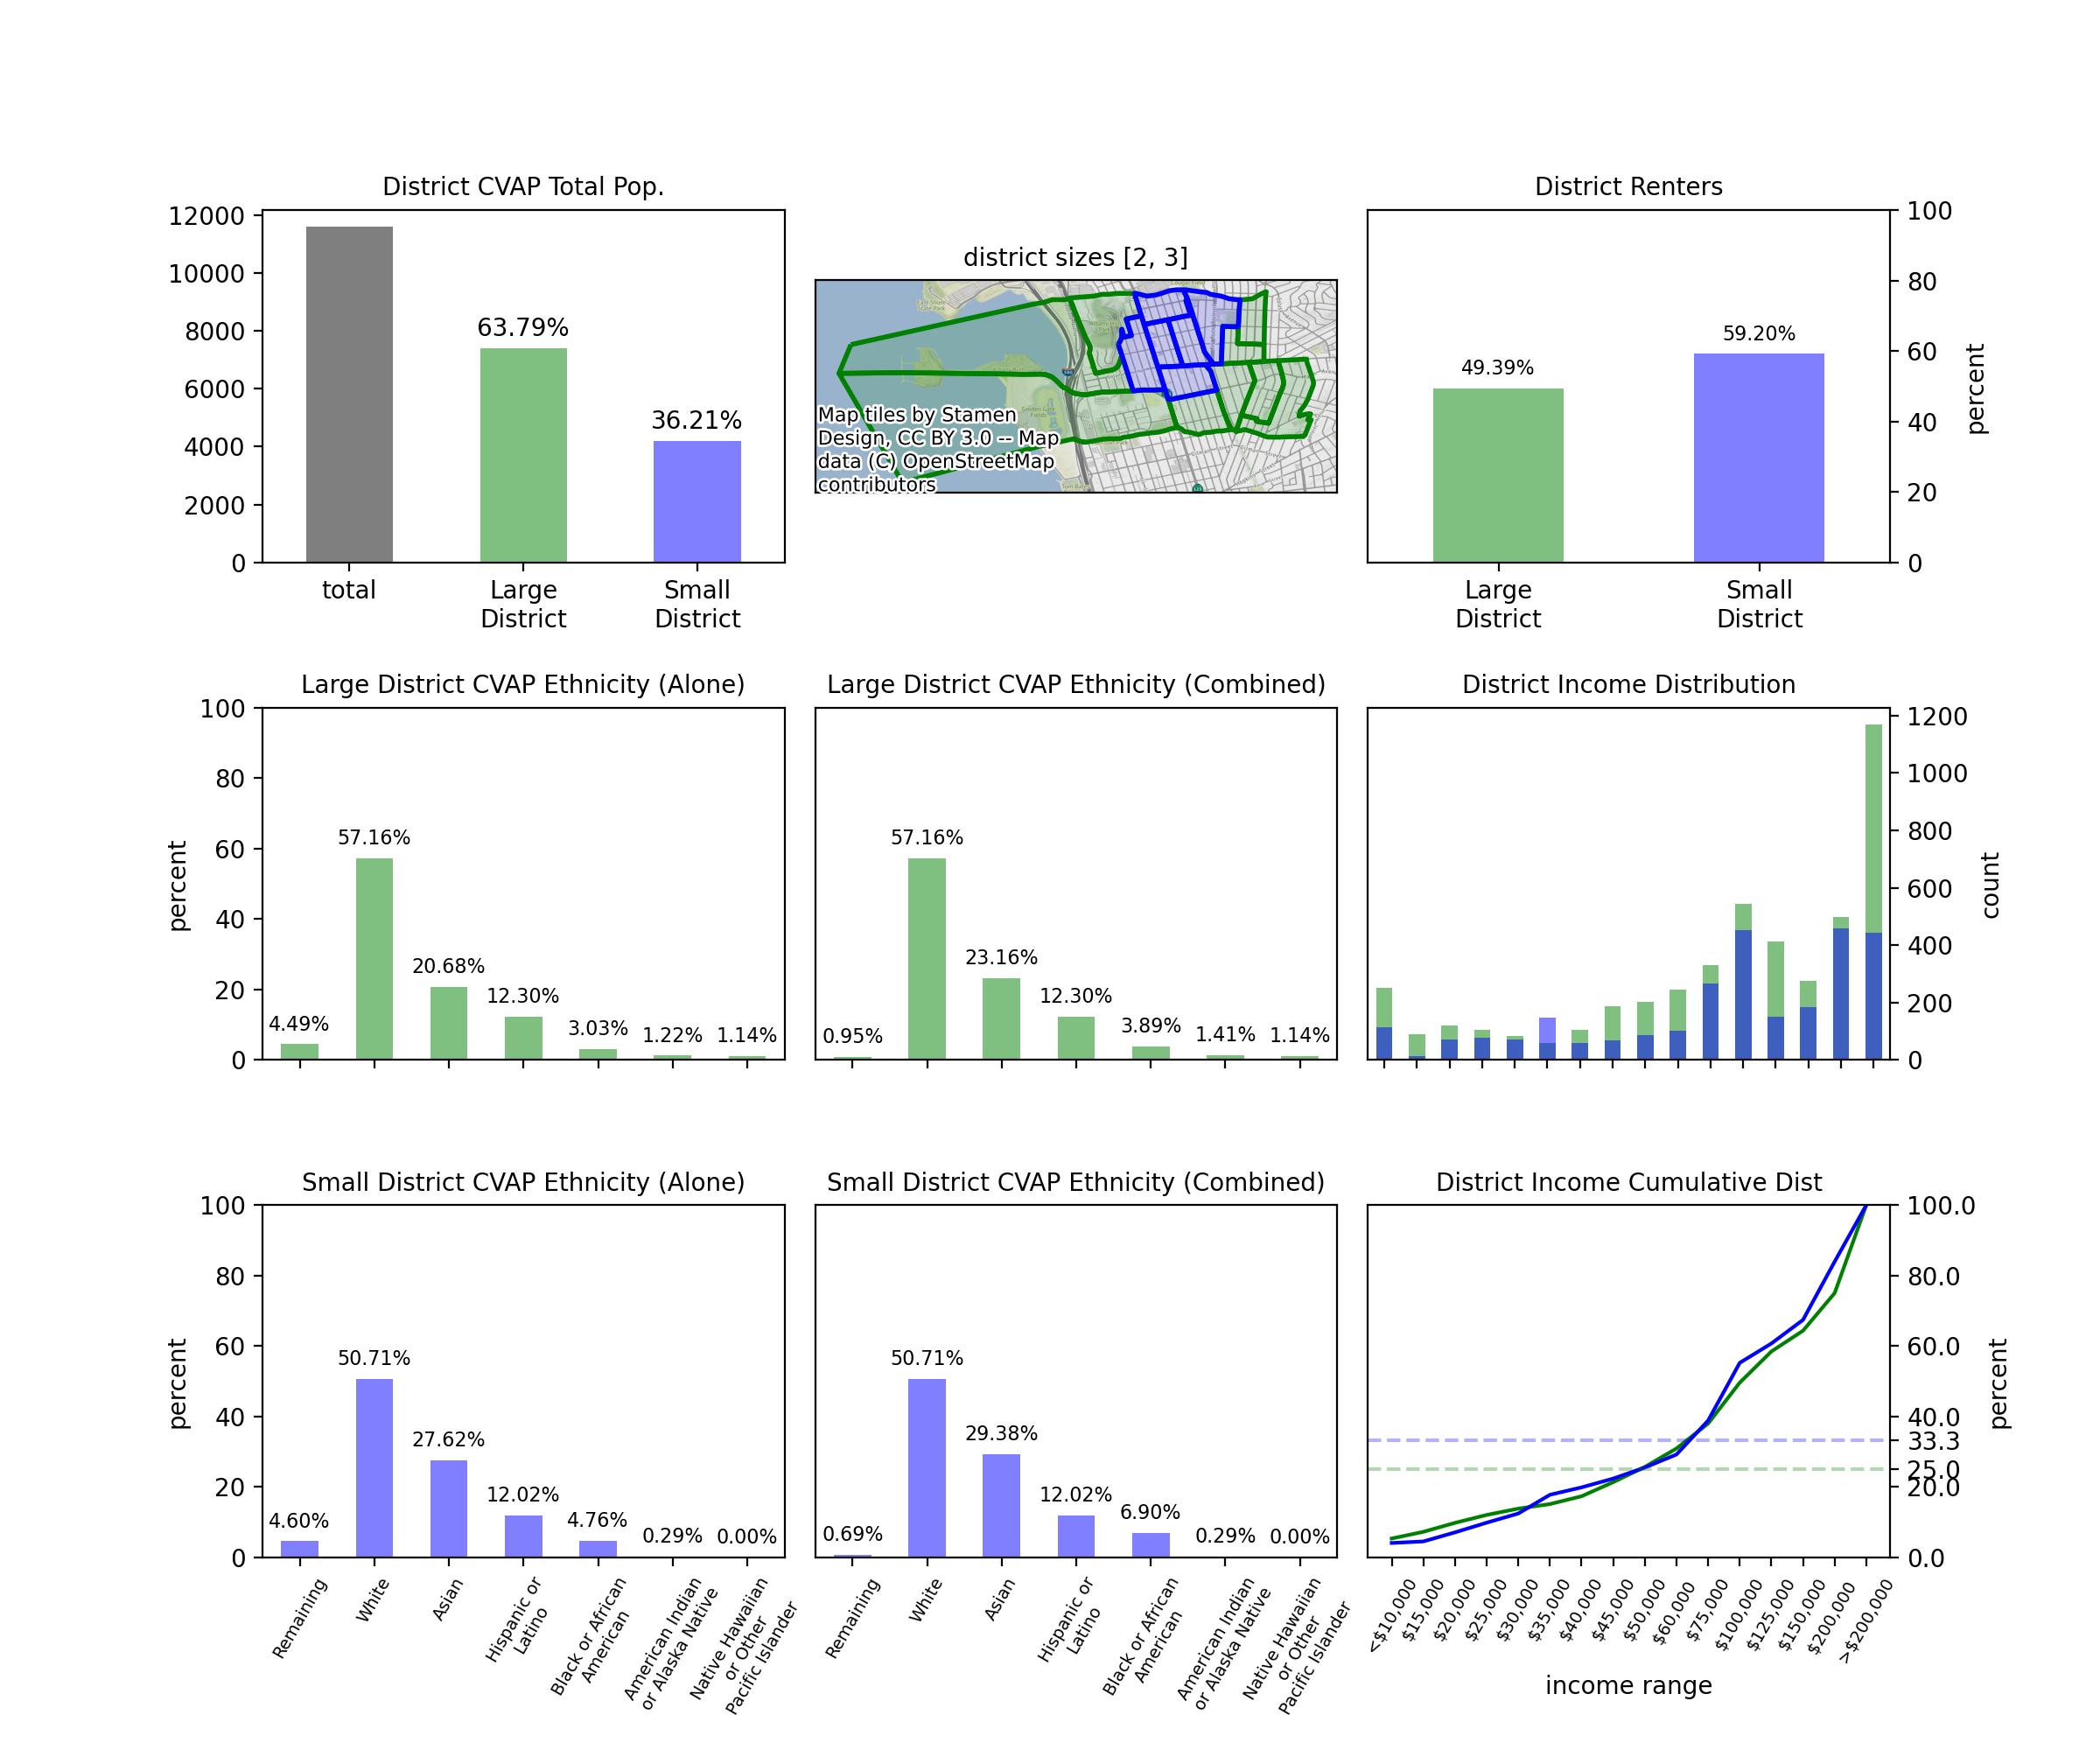 District CVAP Total Pop.
12000
10000
8000
6000
4000
2000
0
63.79%
36.21%
total
Large
District
Small
District
district sizes [2, 3]
Map tiles by Stamen
Design, CC BY 3.0 -- Map
data (C) OpenStreetMap
contributors
District Renters
49.39%
59.20%
100
80
60
40
20
0
percent
Large
District
Small
District
Large District CVAP Ethnicity (Alone)
percent
100
80
60
40
20
0
4.49%
57.16%
20.68%
12.30%
3.03%
1.22%
1.14%
Large District CVAP Ethnicity (Combined)
0.95%
57.16%
23.16%
12.30%
3.89%
1.41%
1.14%
District Income Distribution
1200
1000
800
600
400
200
0
count
Small District CVAP Ethnicity (Alone)
percent
100
80
60
40
20
0
4.60%
50.71%
27.62%
12.02%
4.76%
0.29%
0.00%
Remaining
White
Asian
Hispanic or
Latino
Black or African
American
American Indian
or Alaska Native
Native Hawaiian
or Other
Pacific Islander
Small District CVAP Ethnicity (Combined)
0.69%
50.71%
29.38%
12.02%
6.90%
0.29%
0.00%
Remaining
White
Asian
Hispanic or
Latino
Black or African
American
American Indian
or Alaska Native
Native Hawaiian
or Other
Pacific Islander
District Income Cumulative Dist
100.0
80.0
60.0
40.0
33.3
25.0
20.0
0.0
percent
<$10,000
$15,000
$20,000
$25,000
$30,000
$35,000
$40,000
$45,000
$50,000
$60,000
$75,000
$100,000
$125,000
$150,000
$200,000
>$200,000
income range